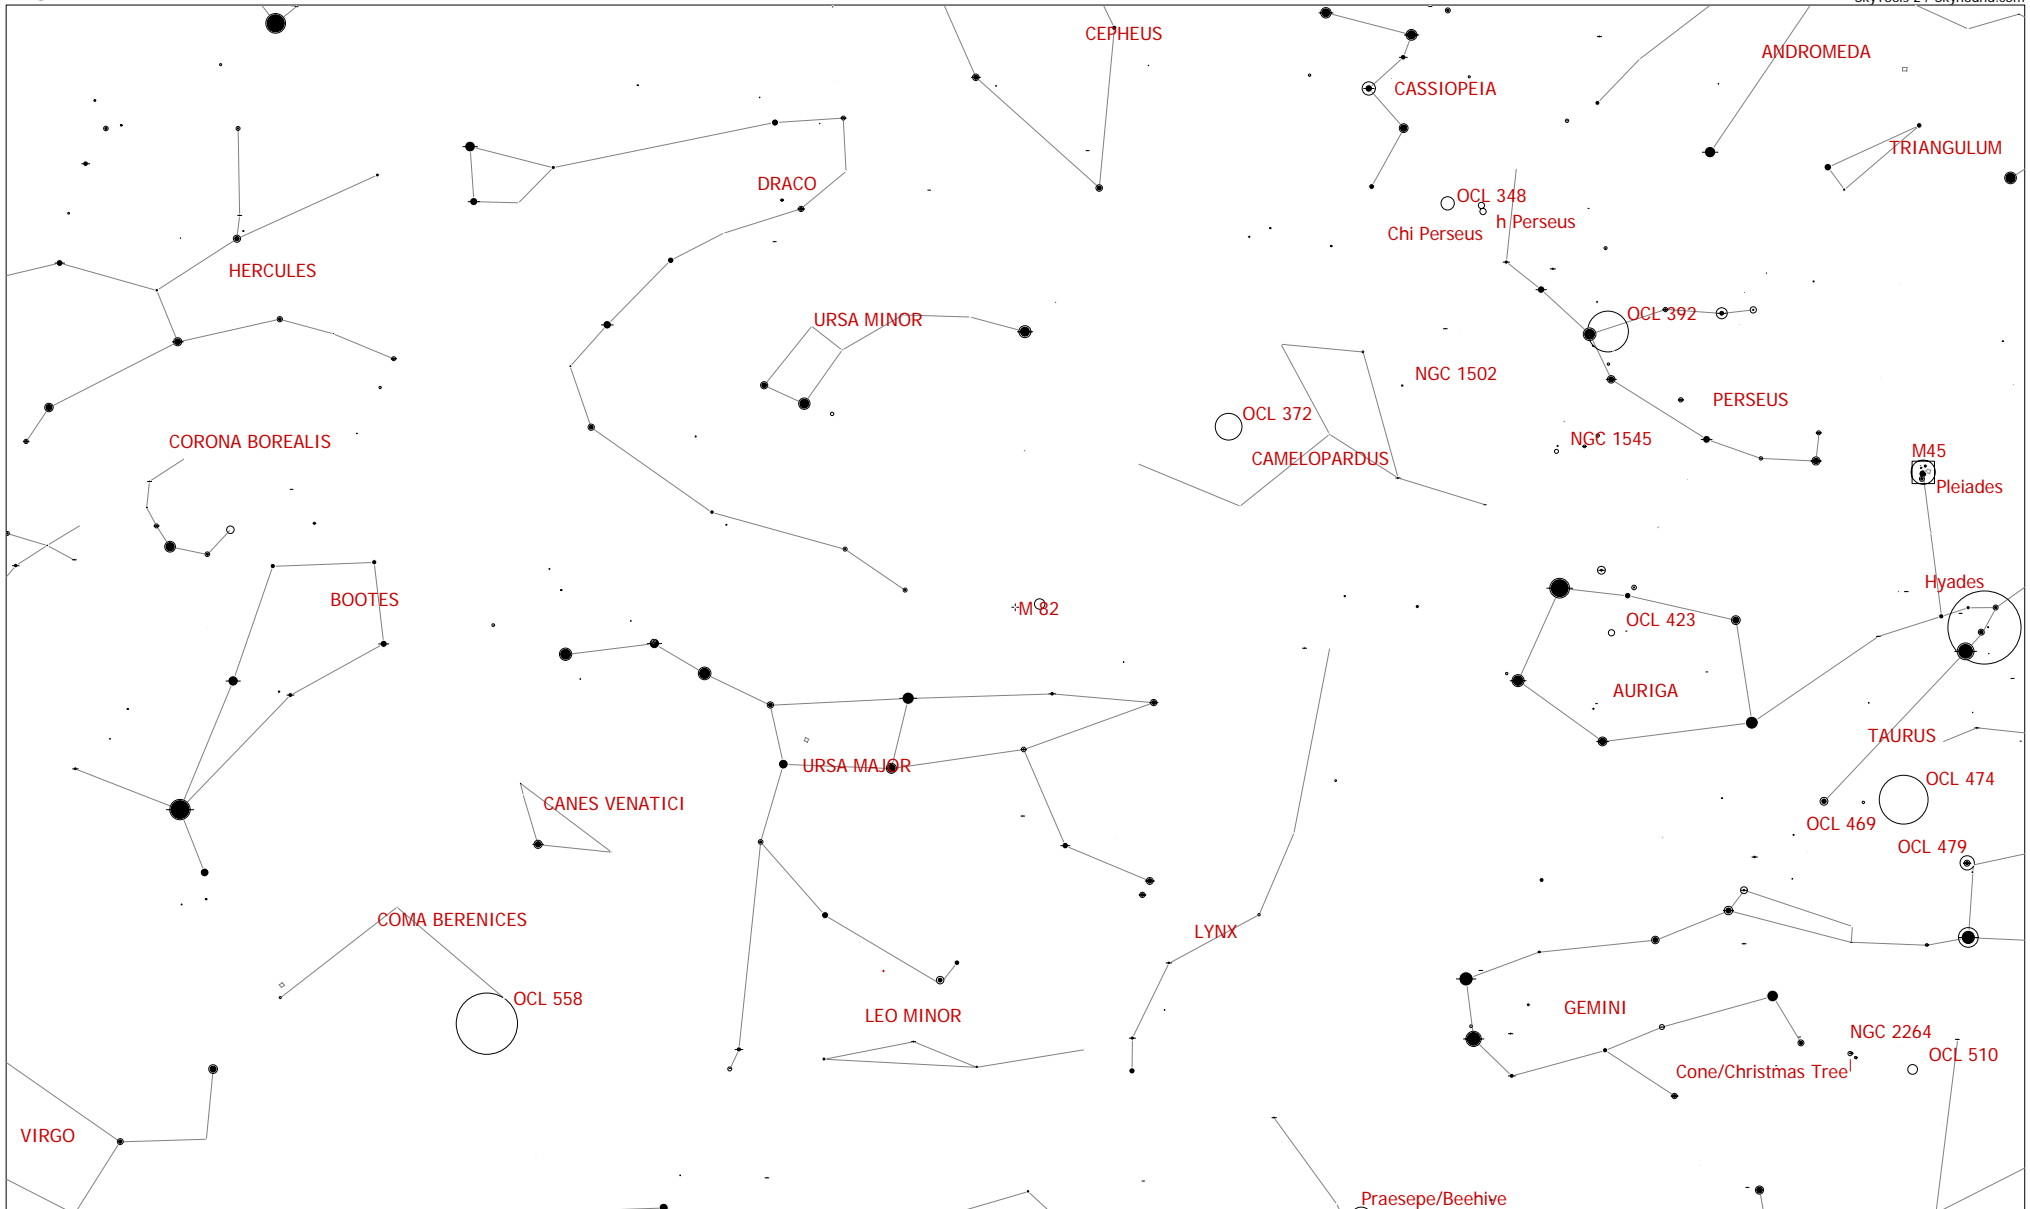 CEPHEUS
ANDROMEDA
CASSIOPEIA
TRIANGULUM
DRACO
OCL 348
h Perseus
Chi Perseus
HERCULES
URSA MINOR
OCL 392
NGC 1502
PERSEUS
OCL 372
CORONA BOREALIS
NGC 1545
CAMELOPARDUS
M45
Pleiades
Hyades
BOOTES
M 82
OCL 423
AURIGA
TAURUS
URSA MAJOR
OCL 474
CANES VENATICI
OCL 469
OCL 479
COMA BERENICES
LYNX
OCL 558
GEMINI
LEO MINOR
NGC 2264
OCL 510
Cone/Christmas Tree
VIRGO
Praesepe/Beehive